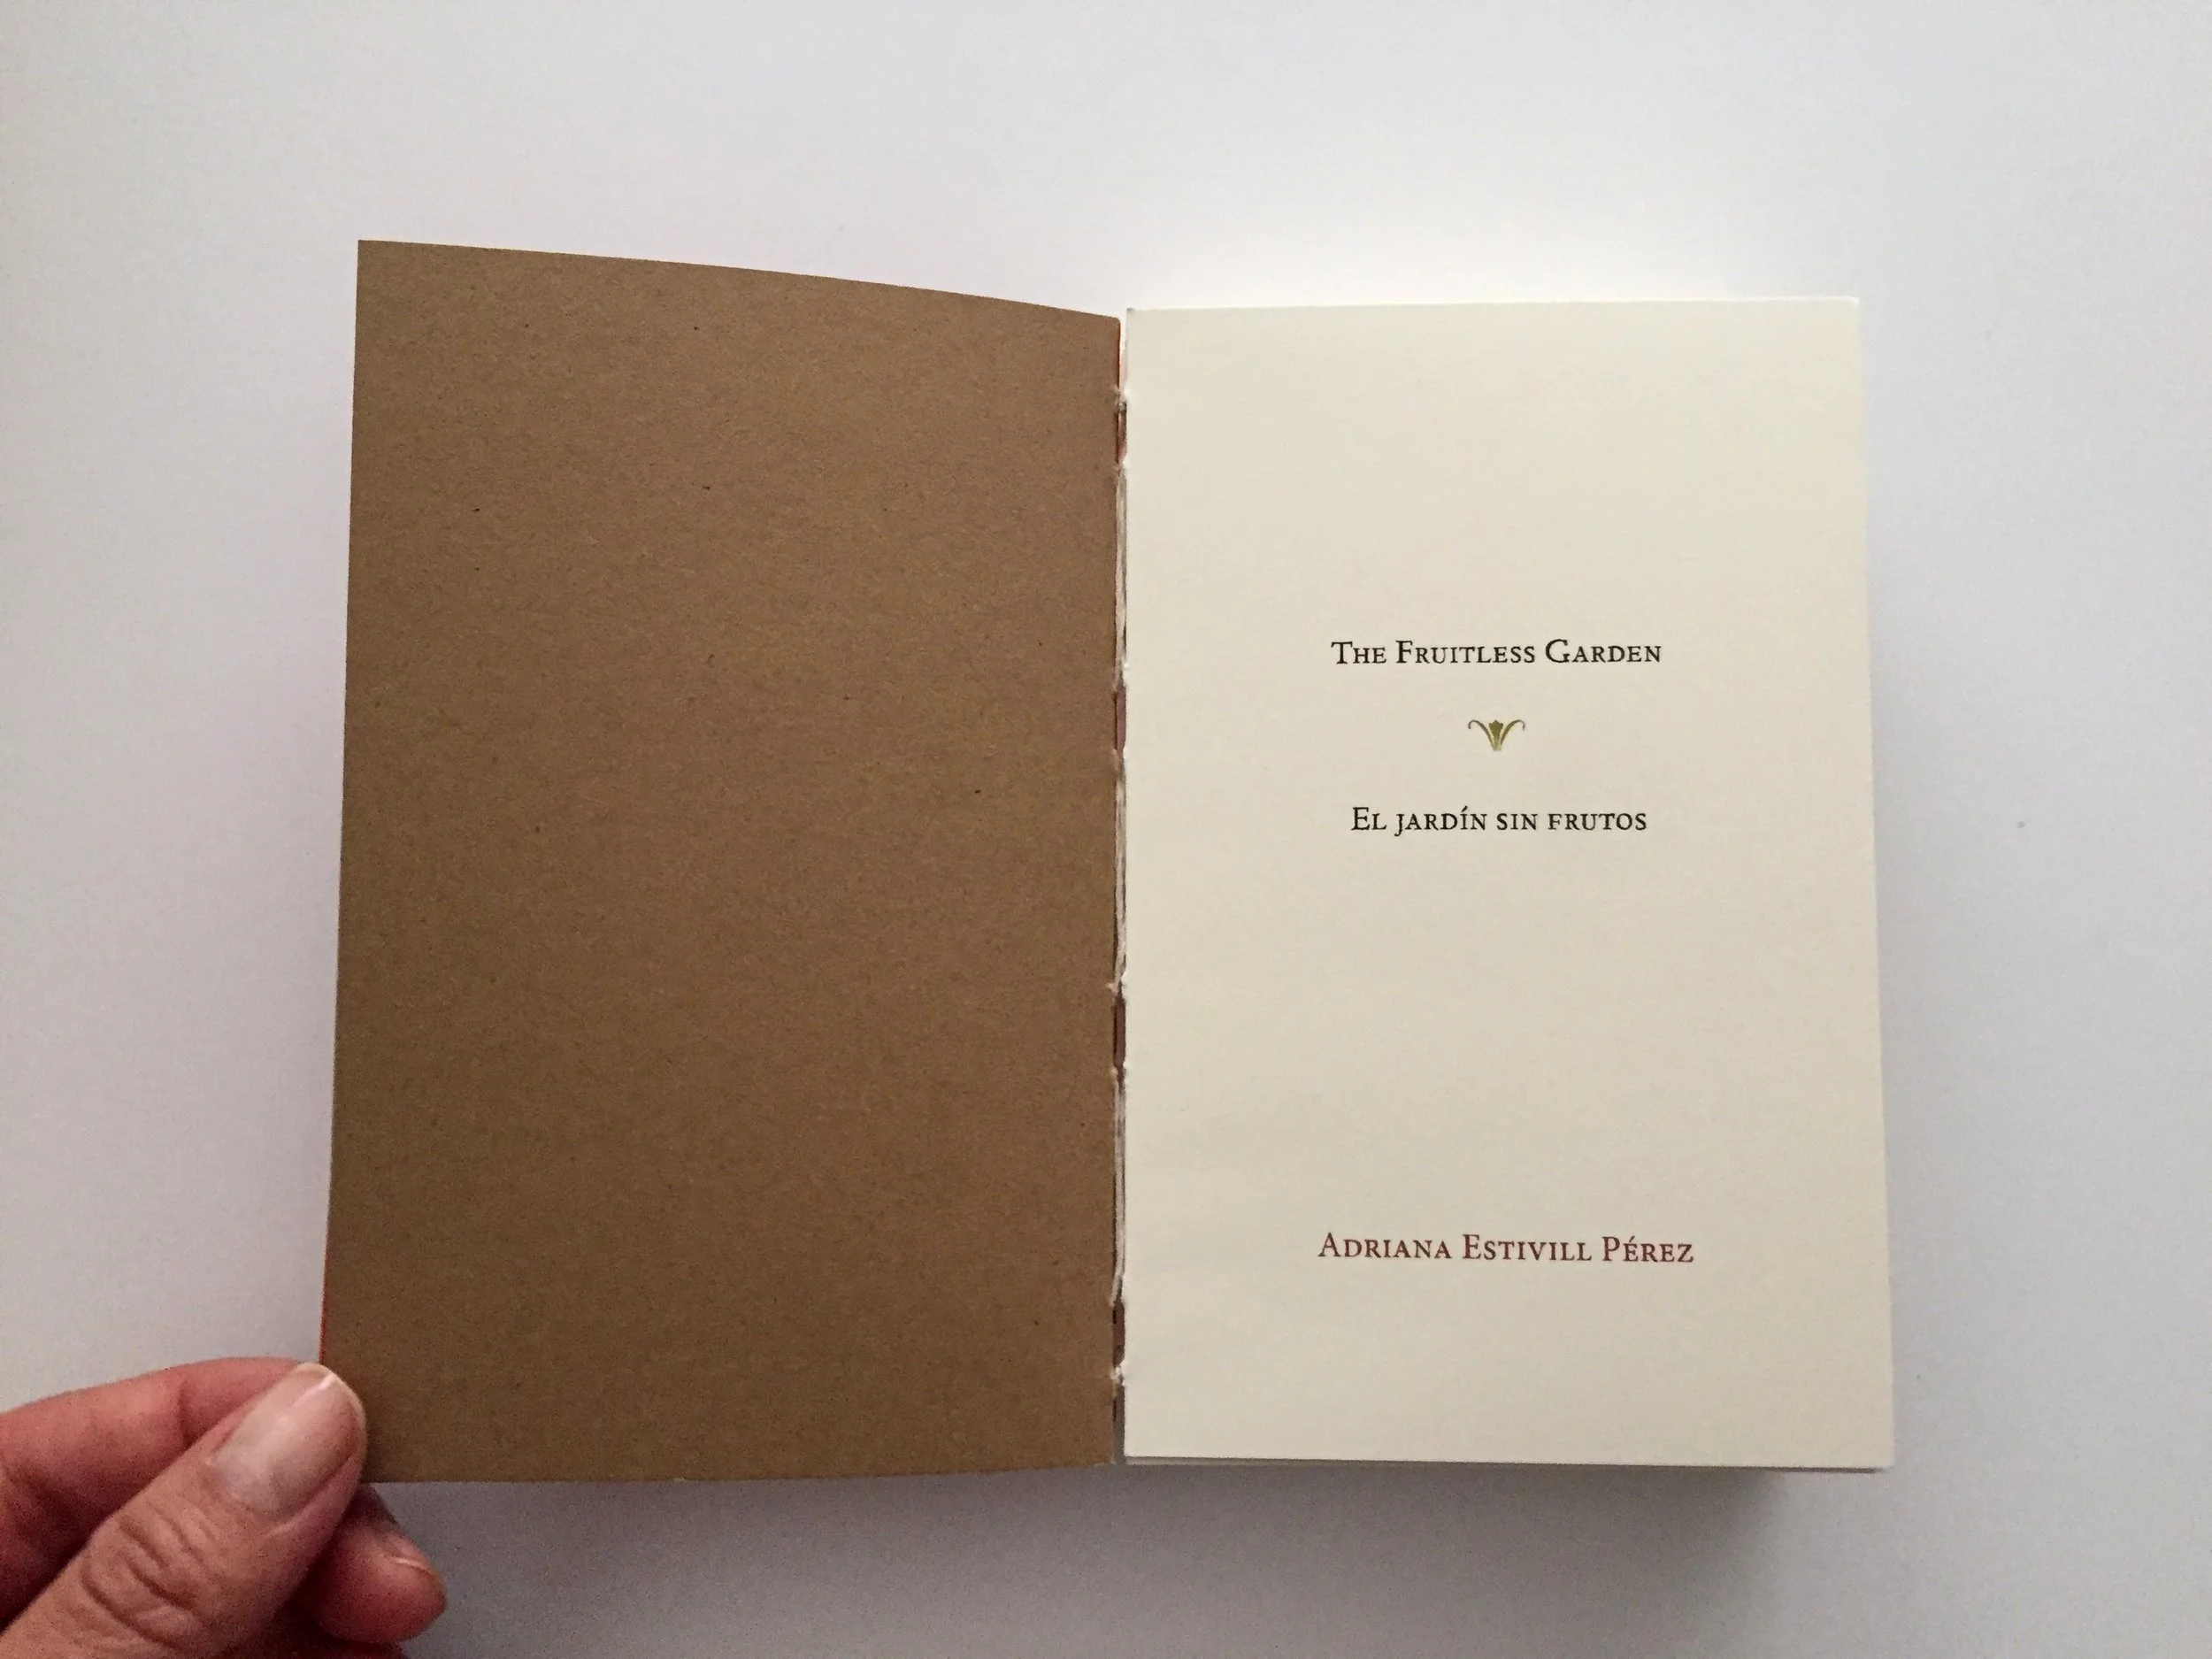 The Fruitless Garden
El jardín sin frutos
Adriana Estivill Pérez